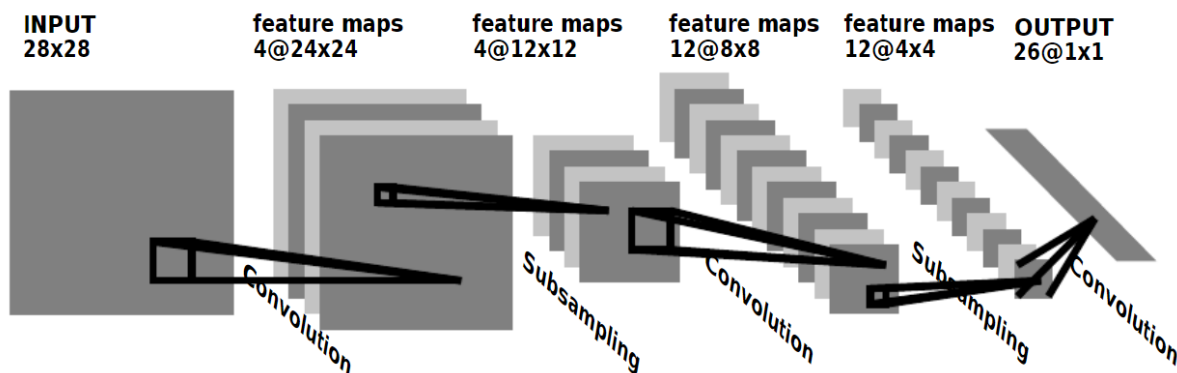 INPUT
28x28
feature maps
4@24x24
feature maps
4@12x12
feature maps
12@8x8
feature maps
12@4x4
OUTPUT
26@1x1
Convolution
Subsampling
Convolution
Subsampling
Convolution